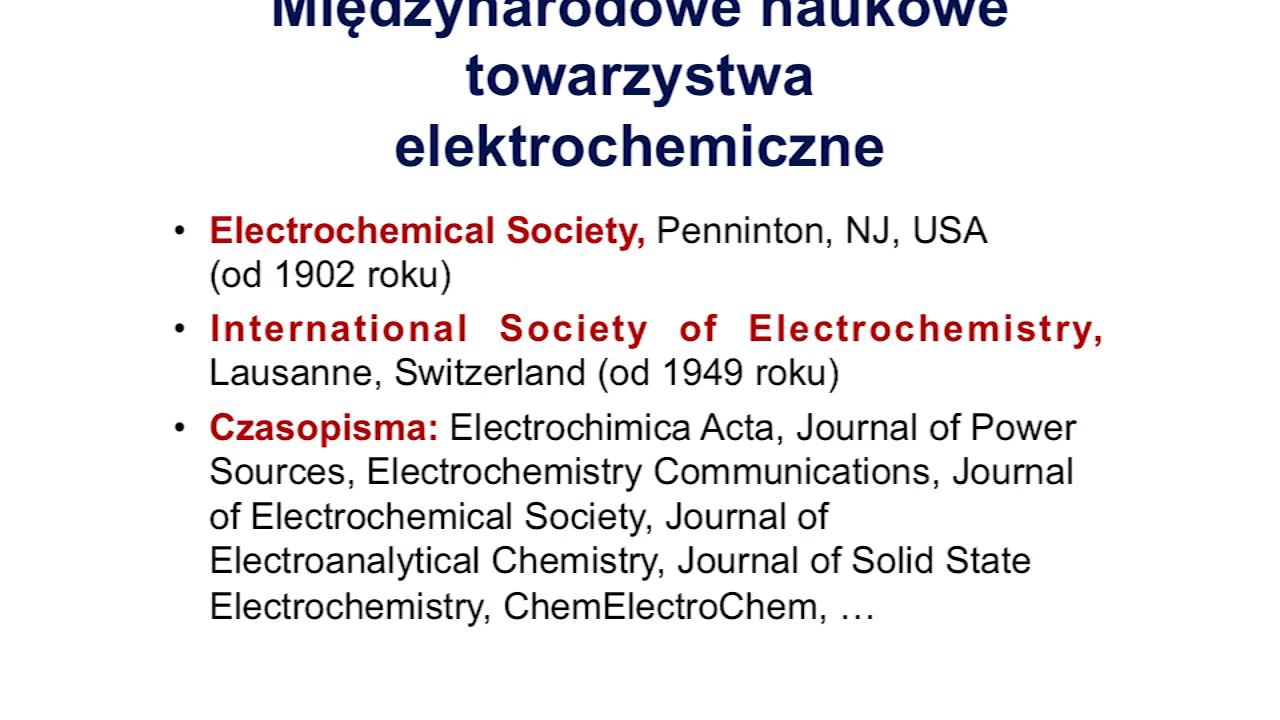 Międzynarodowe naukowe
towarzystwa
elektrochemiczne
• Electrochemical Society, Penninton, NJ, USA
(od 1902 roku)
• International Society of Electrochemistry,
Lausanne, Switzerland (od 1949 roku)
• Czasopisma: Electrochimica Acta, Journal of Power
Sources, Electrochemistry Communications, Journal
of Electrochemical Society, Journal of
Electroanalytical Chemistry, Journal of Solid State
Electrochemistry, ChemElectroChem, …